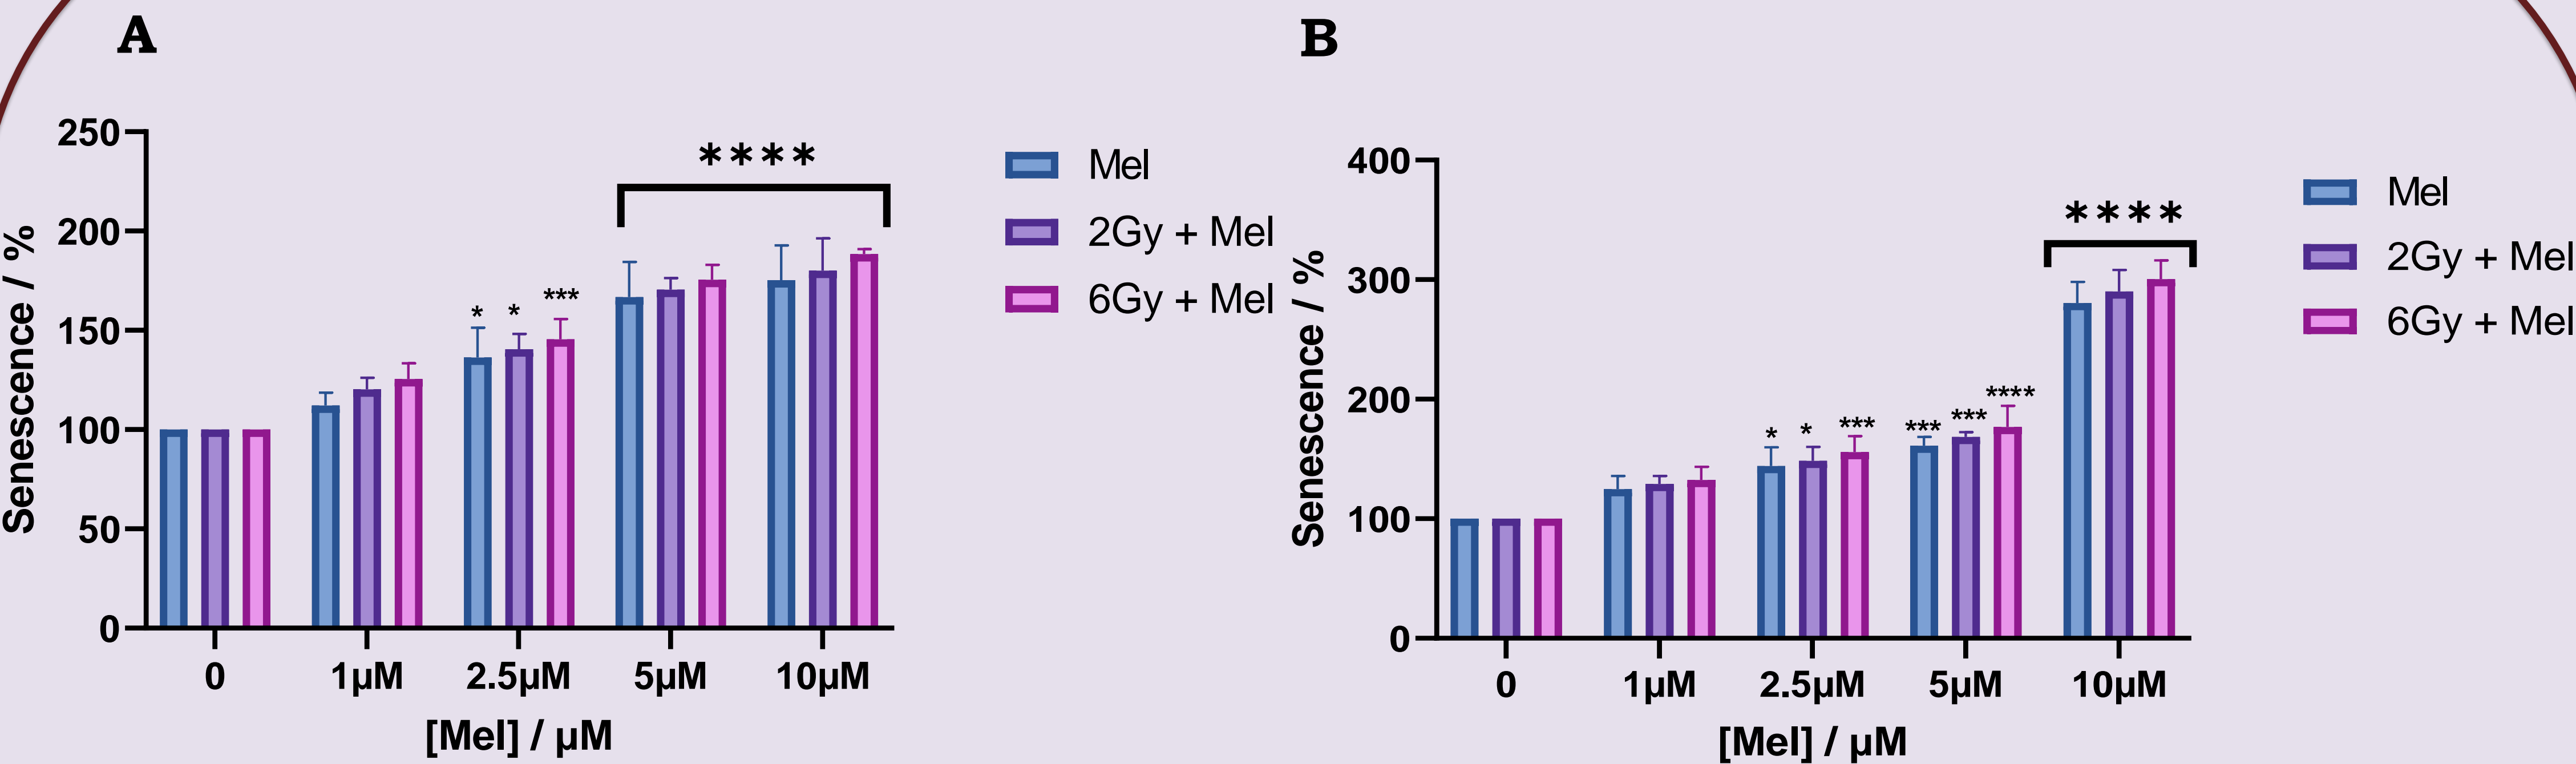 A
250
200
150
100
50
0
Senescence / %
* * * *
* * ***
0 1µM 2.5µM 5µM 10µM
[Mel] / µM
Mel
2Gy + Mel
6Gy + Mel
B
400
300
200
100
0
Senescence / %
* * * *
* * *** *** *** ****
0 1µM 2.5µM 5µM 10µM
[Mel] / µM
Mel
2Gy + Mel
6Gy + Mel